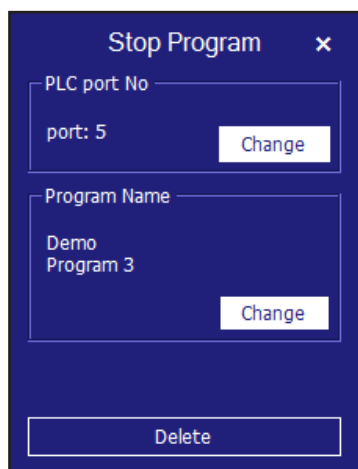 Stop Program ×
PLC port No
port: 5
Change
Program Name
Demo
Program 3
Change
Delete